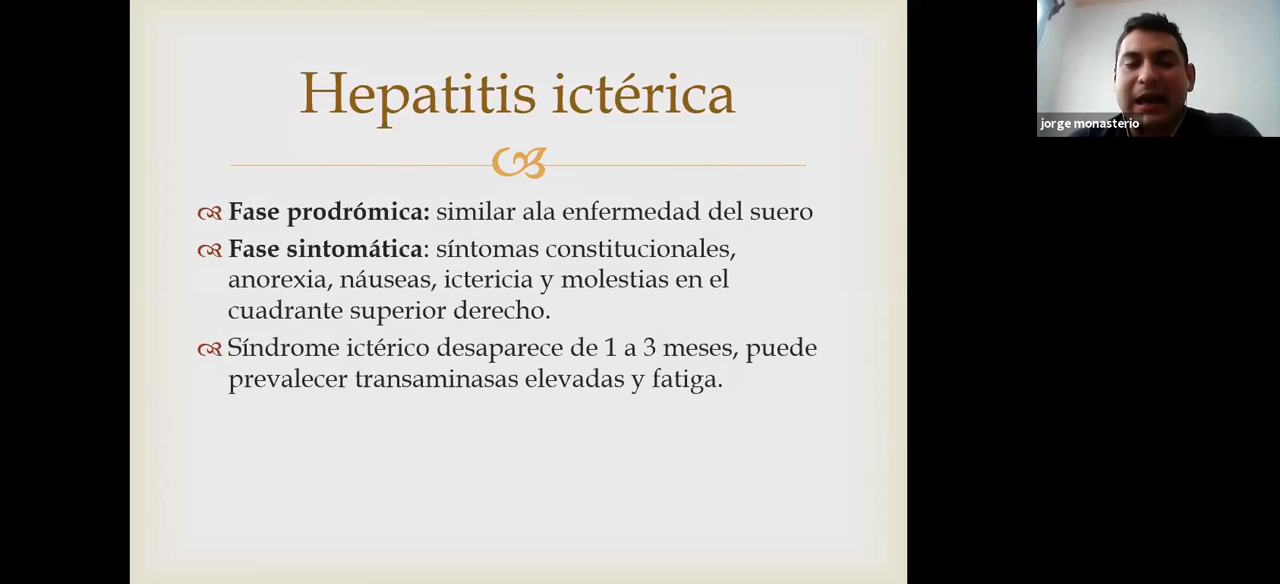 Hepatitis ictérica
Fase prodrómica: similar ala enfermedad del suero
Fase sintomática: síntomas constitucionales,
anorexia, náuseas, ictericia y molestias en el
cuadrante superior derecho.
Síndrome ictérico desaparece de 1 a 3 meses, puede
prevalecer transaminasas elevadas y fatiga.
jorge monasterio